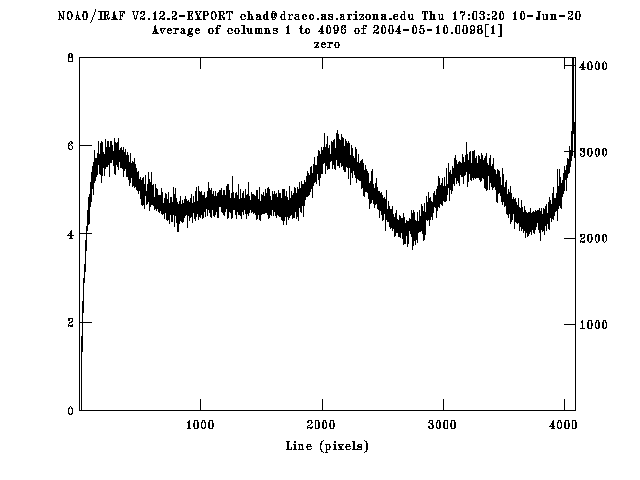 NOAO/IRAF V2.12.2-EXPORT chad@draco.as.arizona.edu Thu 17:03:20 10-Jun-20
Average of columns 1 to 4096 of 2004-05-10.0098[1]
zero
8
6
4
2
0
4000
3000
2000
1000
1000 2000 3000 4000
Line (pixels)